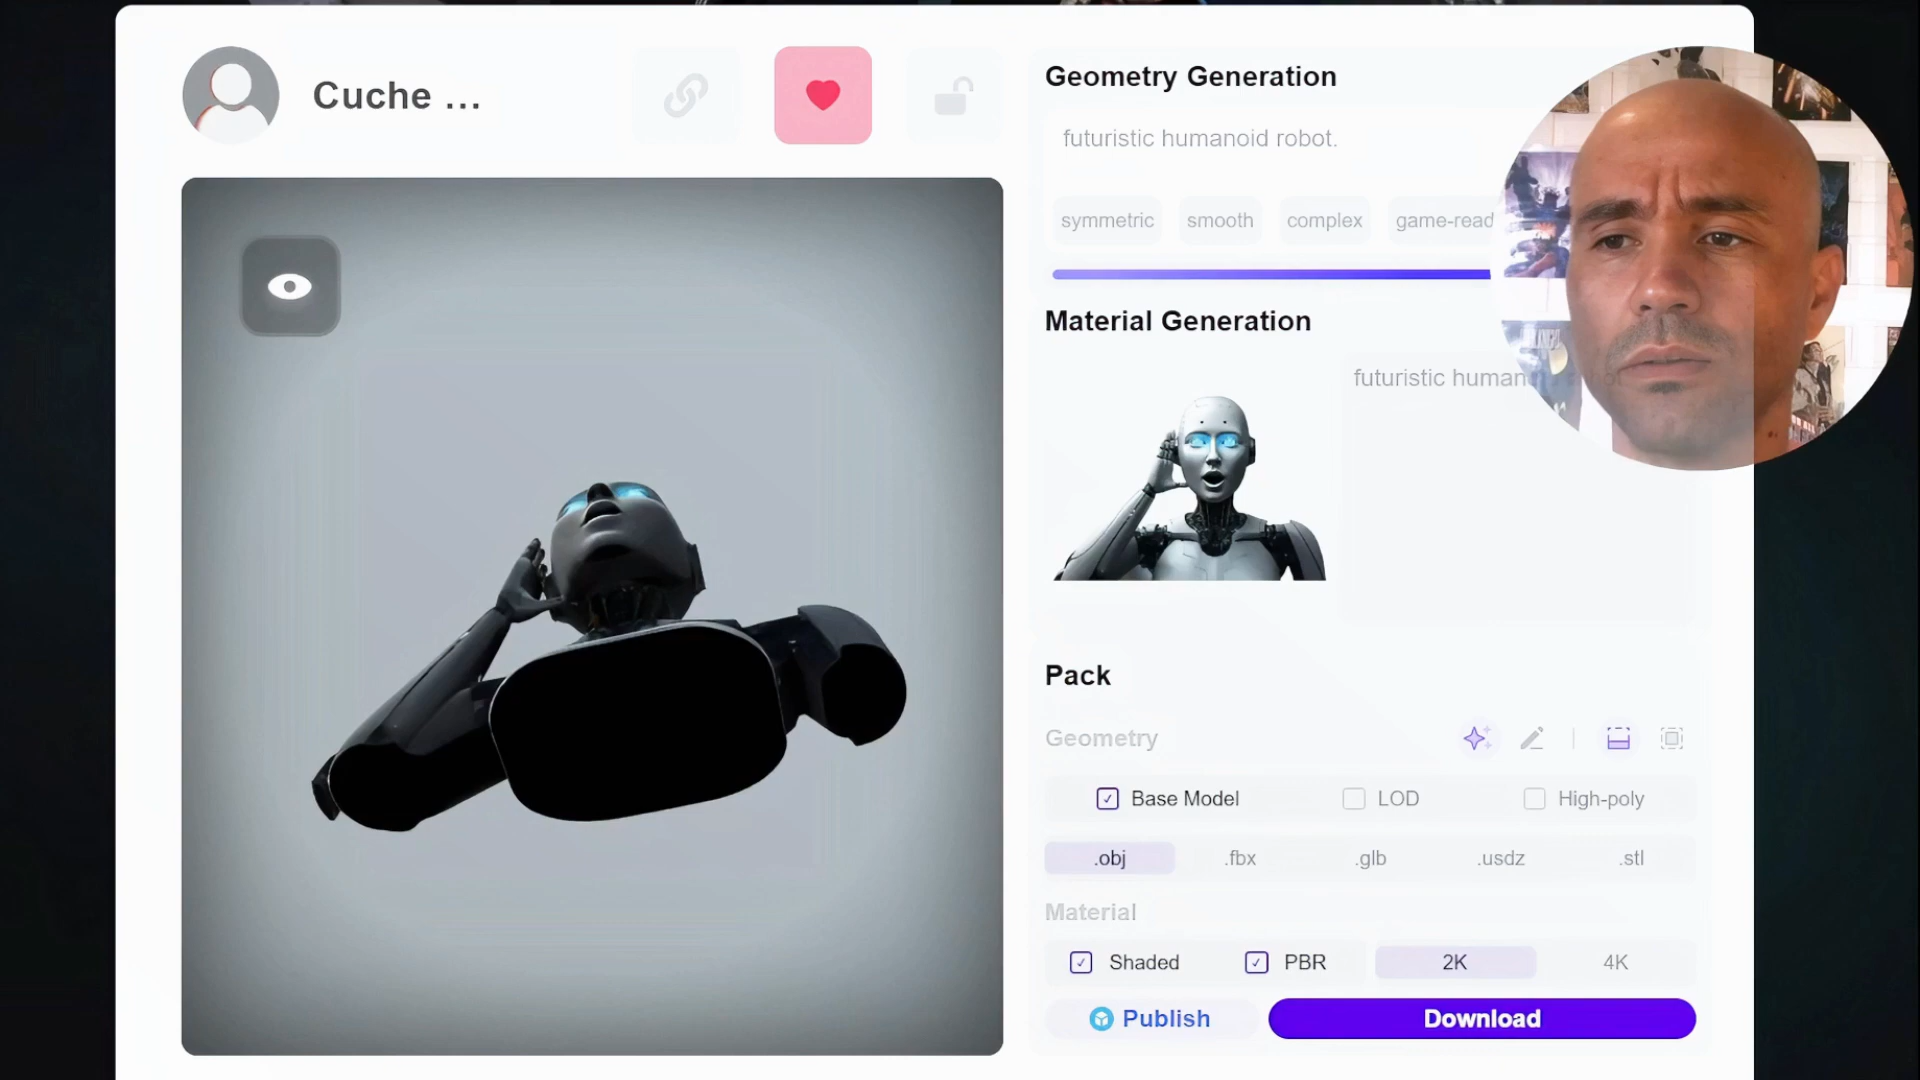 Cuche ...
Geometry Generation
futuristic humanoid robot.
symmetric smooth complex game-read
Material Generation
futuristic human
Pack
Geometry
Base Model LOD High-poly
.obj .fbx .glb .usdz .stl
Material
Shaded PBR 2K 4K
Publish Download